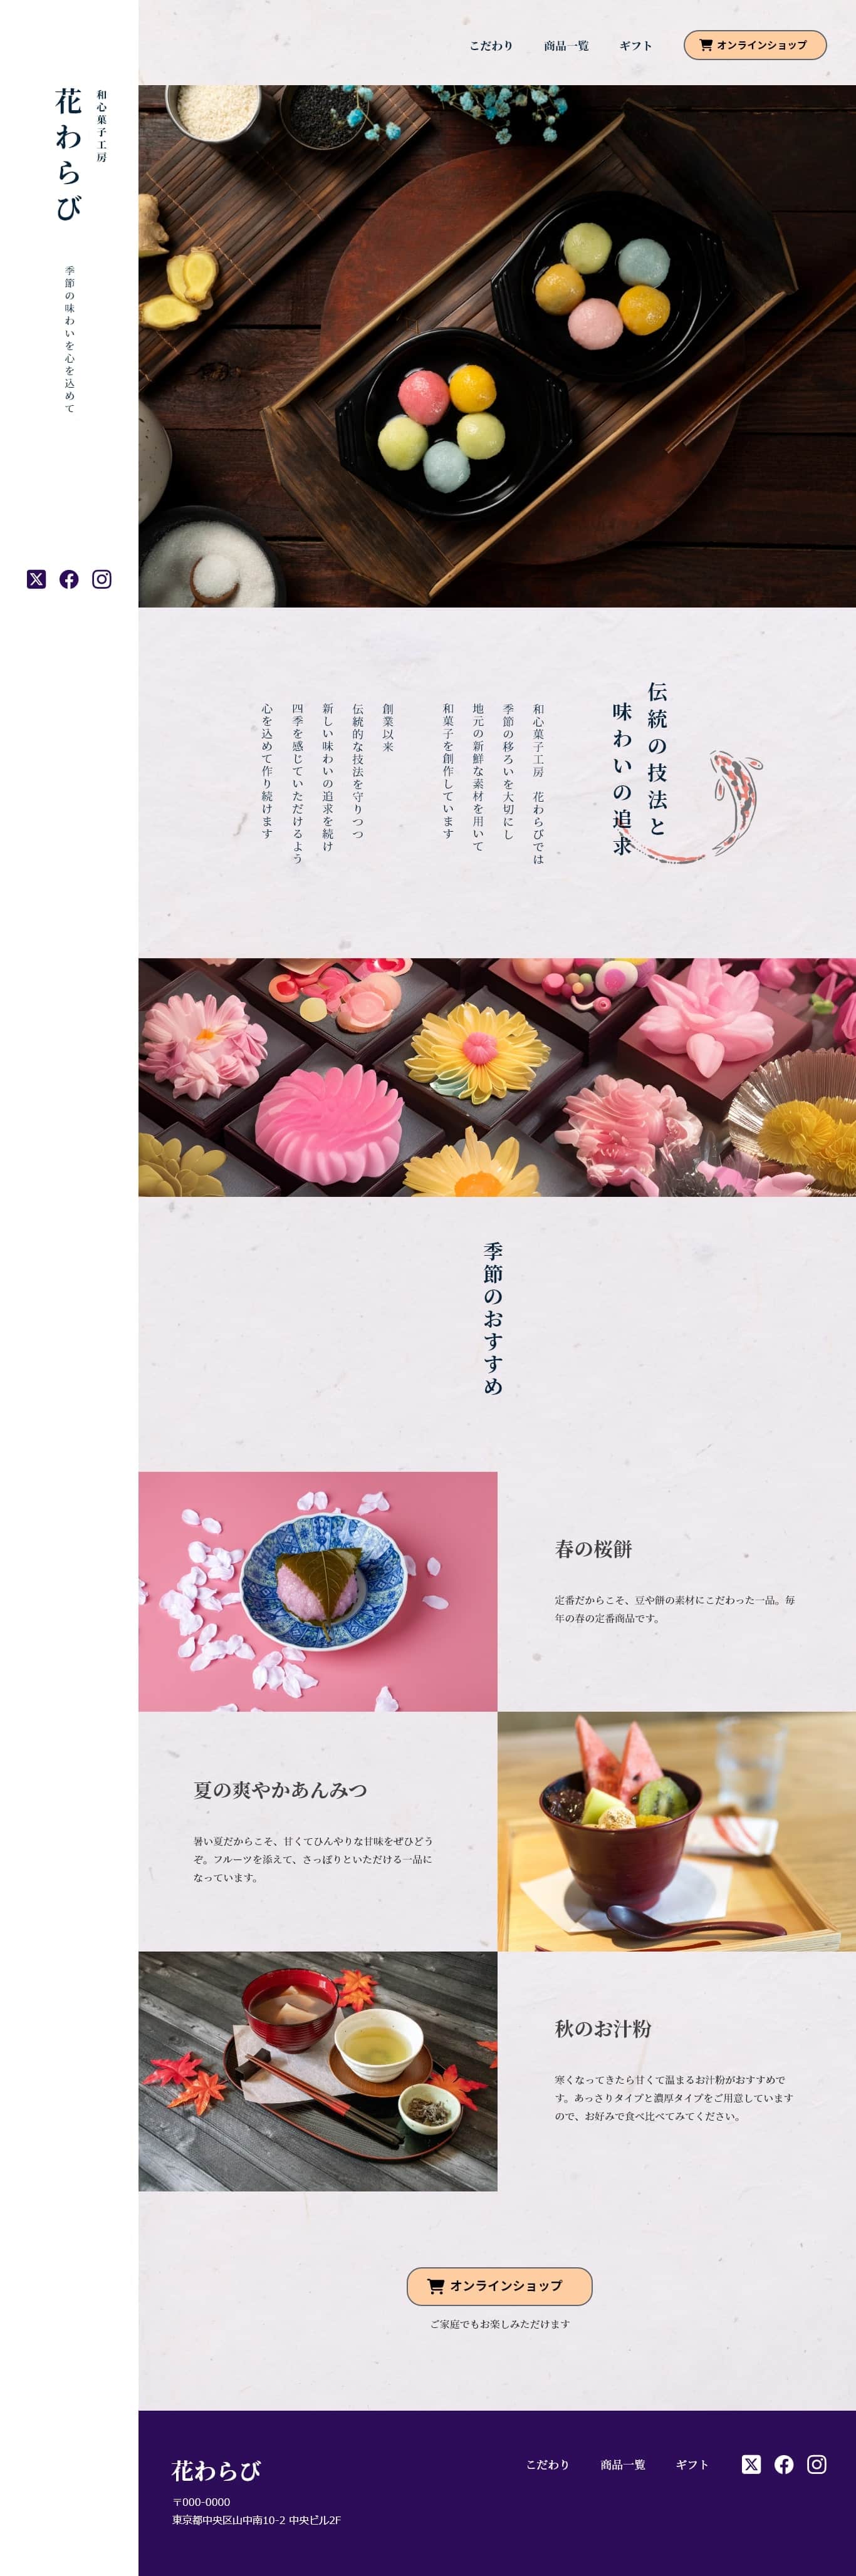 和心菓子工房
花わらび
季節の味わいを心を込めて
こだわり
商品一覧
ギフト
オンラインショップ
伝統の技法と
味わいの追求
和心菓子工房　花わらびでは
季節の移ろいを大切にし
地元の新鮮な素材を用いて
和菓子を創作しています
創業以来
伝統的な技法を守りつつ
新しい味わいの追求を続け
四季を感じていただけるよう
心を込めて作り続けます
季節のおすすめ
春の桜餅
定番だからこそ、豆や餅の素材にこだわった一品。毎
年の春の定番商品です。
夏の爽やかあんみつ
暑い夏だからこそ、甘くてひんやりな甘味をぜひどう
ぞ。フルーツを添えて、さっぱりといただける一品に
なっています。
秋のお汁粉
寒くなってきたら甘くて温まるお汁粉がおすすめで
す。あっさりタイプと濃厚タイプをご用意しています
ので、お好みで食べ比べてみてください。
オンラインショップ
ご家庭でもお楽しみただけます
花わらび
〒000-0000
東京都中央区山中南10-2 中央ビル2F
こだわり
商品一覧
ギフト